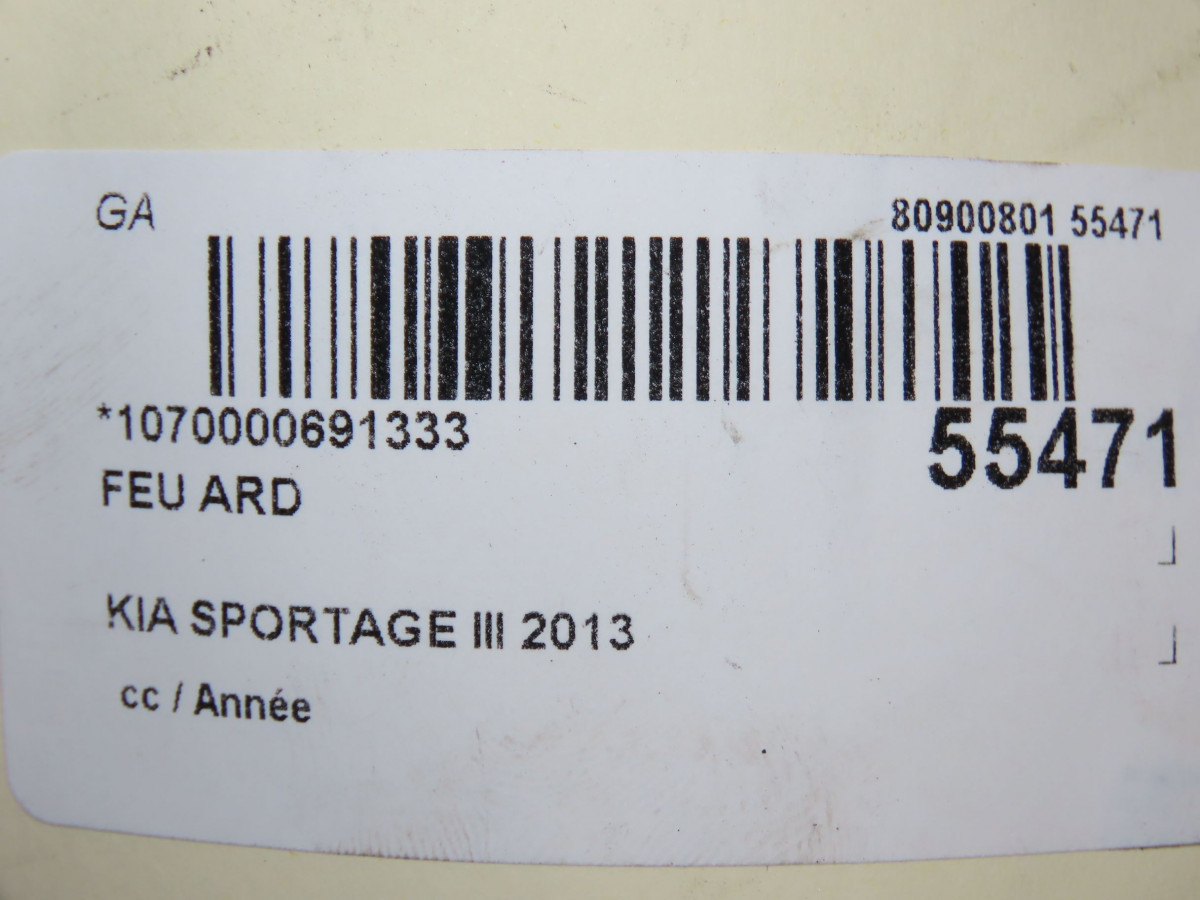 GA
80900801 55471
*1070000691333
55471
FEU ARD
KIA SPORTAGE III 2013
cc / Année